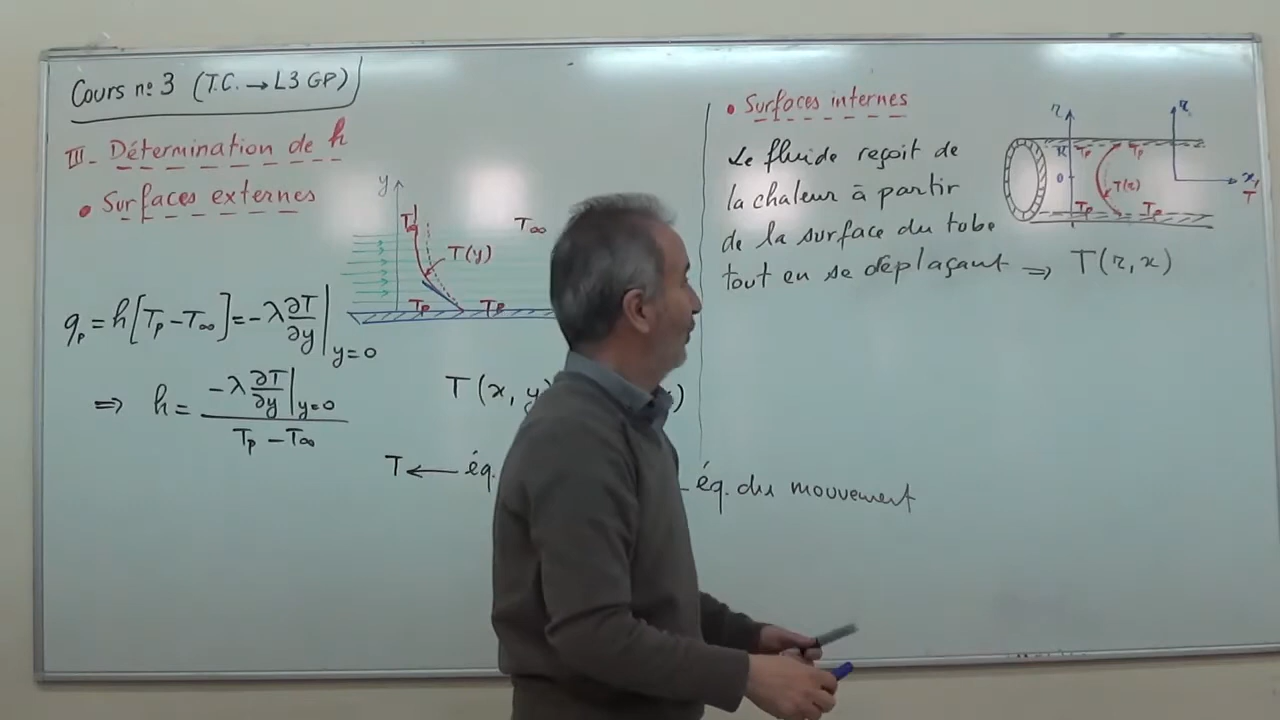 Cours nº 3 (T.C. → L3 GP)
III - Détermination de h
• Surfaces externes
y
T∞
T(y)
Tp Tp
qₚ = h[Tp - T∞] = -λ ∂T/∂y|y=0
⇒ h = -λ ∂T/∂y|y=0 / Tp - T∞
T(x, y
)
T ← éq.
éq. du mouvement
• Surfaces internes
Le fluide reçoit de
la chaleur à partir
de la surface du tube
tout en se déplaçant ⇒ T(r, x)
r r
R Tp Tp
0 T(r) x,
T
Tp Tp